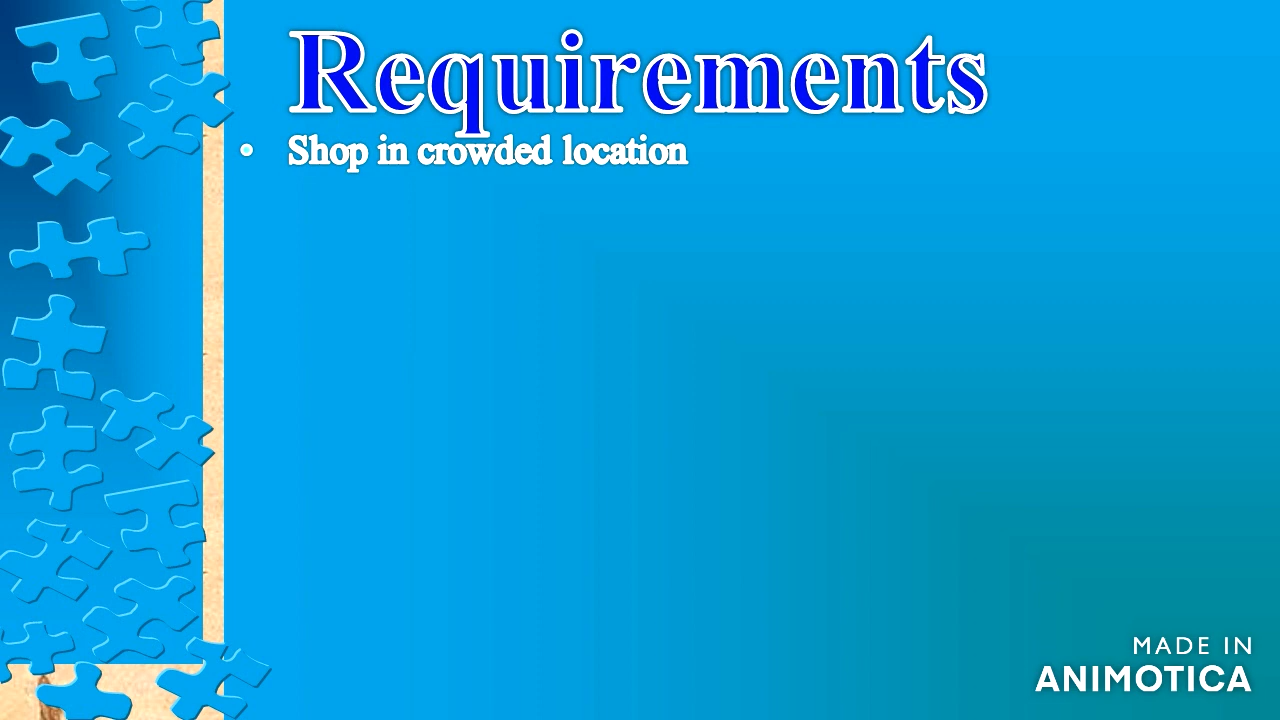 Requirements
• Shop in crowded location
MADE IN
ANIMOTICA